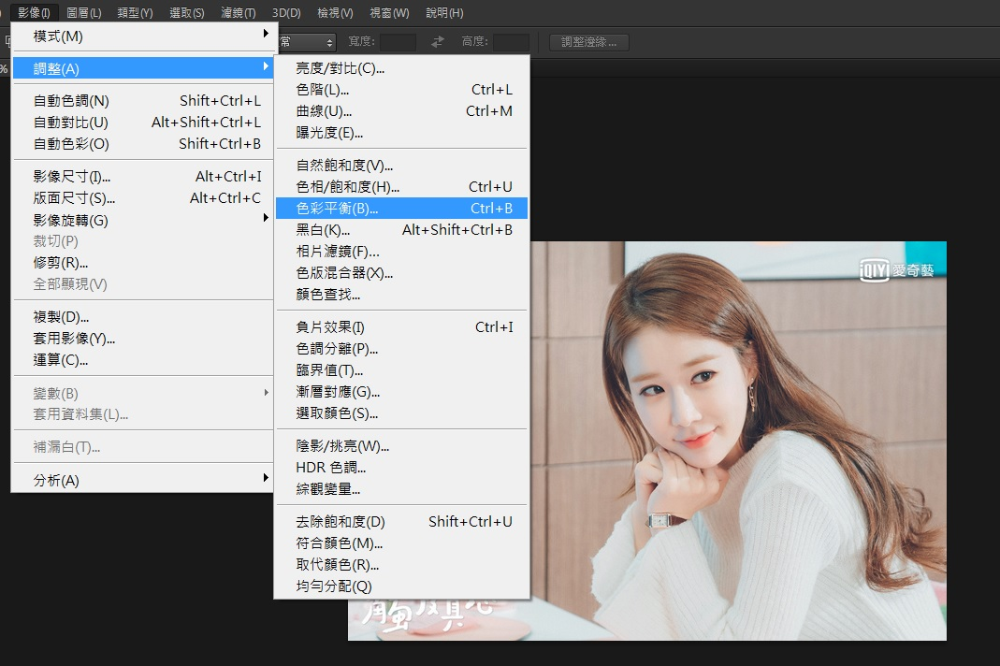 影像(I) 圖層(L) 類型(Y) 選取(S) 濾鏡(T) 3D(D) 檢視(V) 視窗(W) 說明(H)
常 寬度: 高度: 調整邊緣...
%
模式(M)
調整(A)
自動色調(N) Shift+Ctrl+L
自動對比(U) Alt+Shift+Ctrl+L
自動色彩(O) Shift+Ctrl+B
影像尺寸(I)... Alt+Ctrl+I
版面尺寸(S)... Alt+Ctrl+C
影像旋轉(G)
裁切(P)
修剪(R)...
全部顯現(V)
複製(D)...
套用影像(Y)...
運算(C)...
變數(B)
套用資料集(L)...
補漏白(T)...
分析(A)
亮度/對比(C)...
色階(L)... Ctrl+L
曲線(U)... Ctrl+M
曝光度(E)...
自然飽和度(V)...
色相/飽和度(H)... Ctrl+U
色彩平衡(B)... Ctrl+B
黑白(K)... Alt+Shift+Ctrl+B
相片濾鏡(F)...
色版混合器(X)...
顏色查找...
負片效果(I) Ctrl+I
色調分離(P)...
臨界值(T)...
漸層對應(G)...
選取顏色(S)...
陰影/挑亮(W)...
HDR 色調...
綜觀變量...
去除飽和度(D) Shift+Ctrl+U
符合顏色(M)...
取代顏色(R)...
均勻分配(Q)
iQIYI 愛奇藝
觸及真心